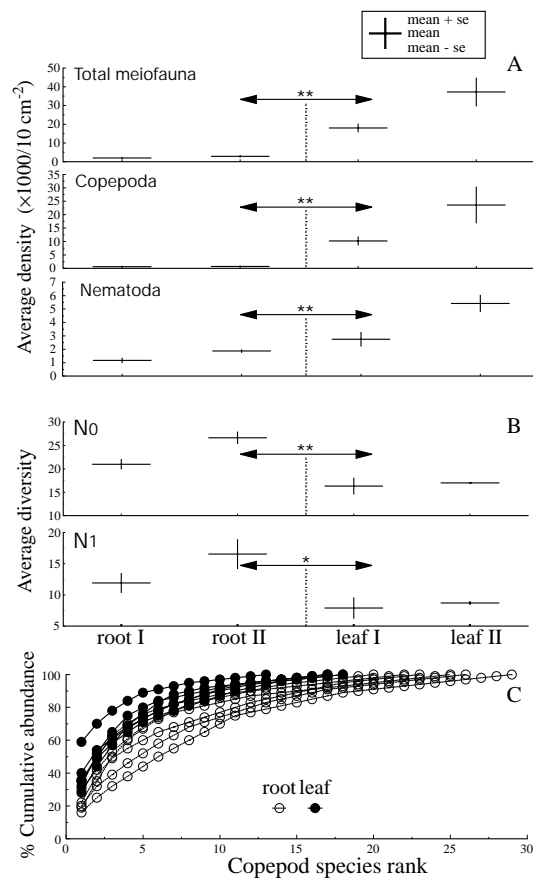 mean + se
mean
mean - se
A
Total meiofauna
50
40
30
20
10
0
**
Copepoda
35
30
25
20
15
10
5
0
**
Nematoda
7
6
5
4
3
2
1
0
**
Average density (×1000/10 cm-2)
B
N0
30
25
20
15
10
**
N1
20
15
10
5
*
Average diversity
root I root II leaf I leaf II
C
100
80
60
40
20
0
% Cumulative abundance
root leaf
0 5 10 15 20 25 30
Copepod species rank